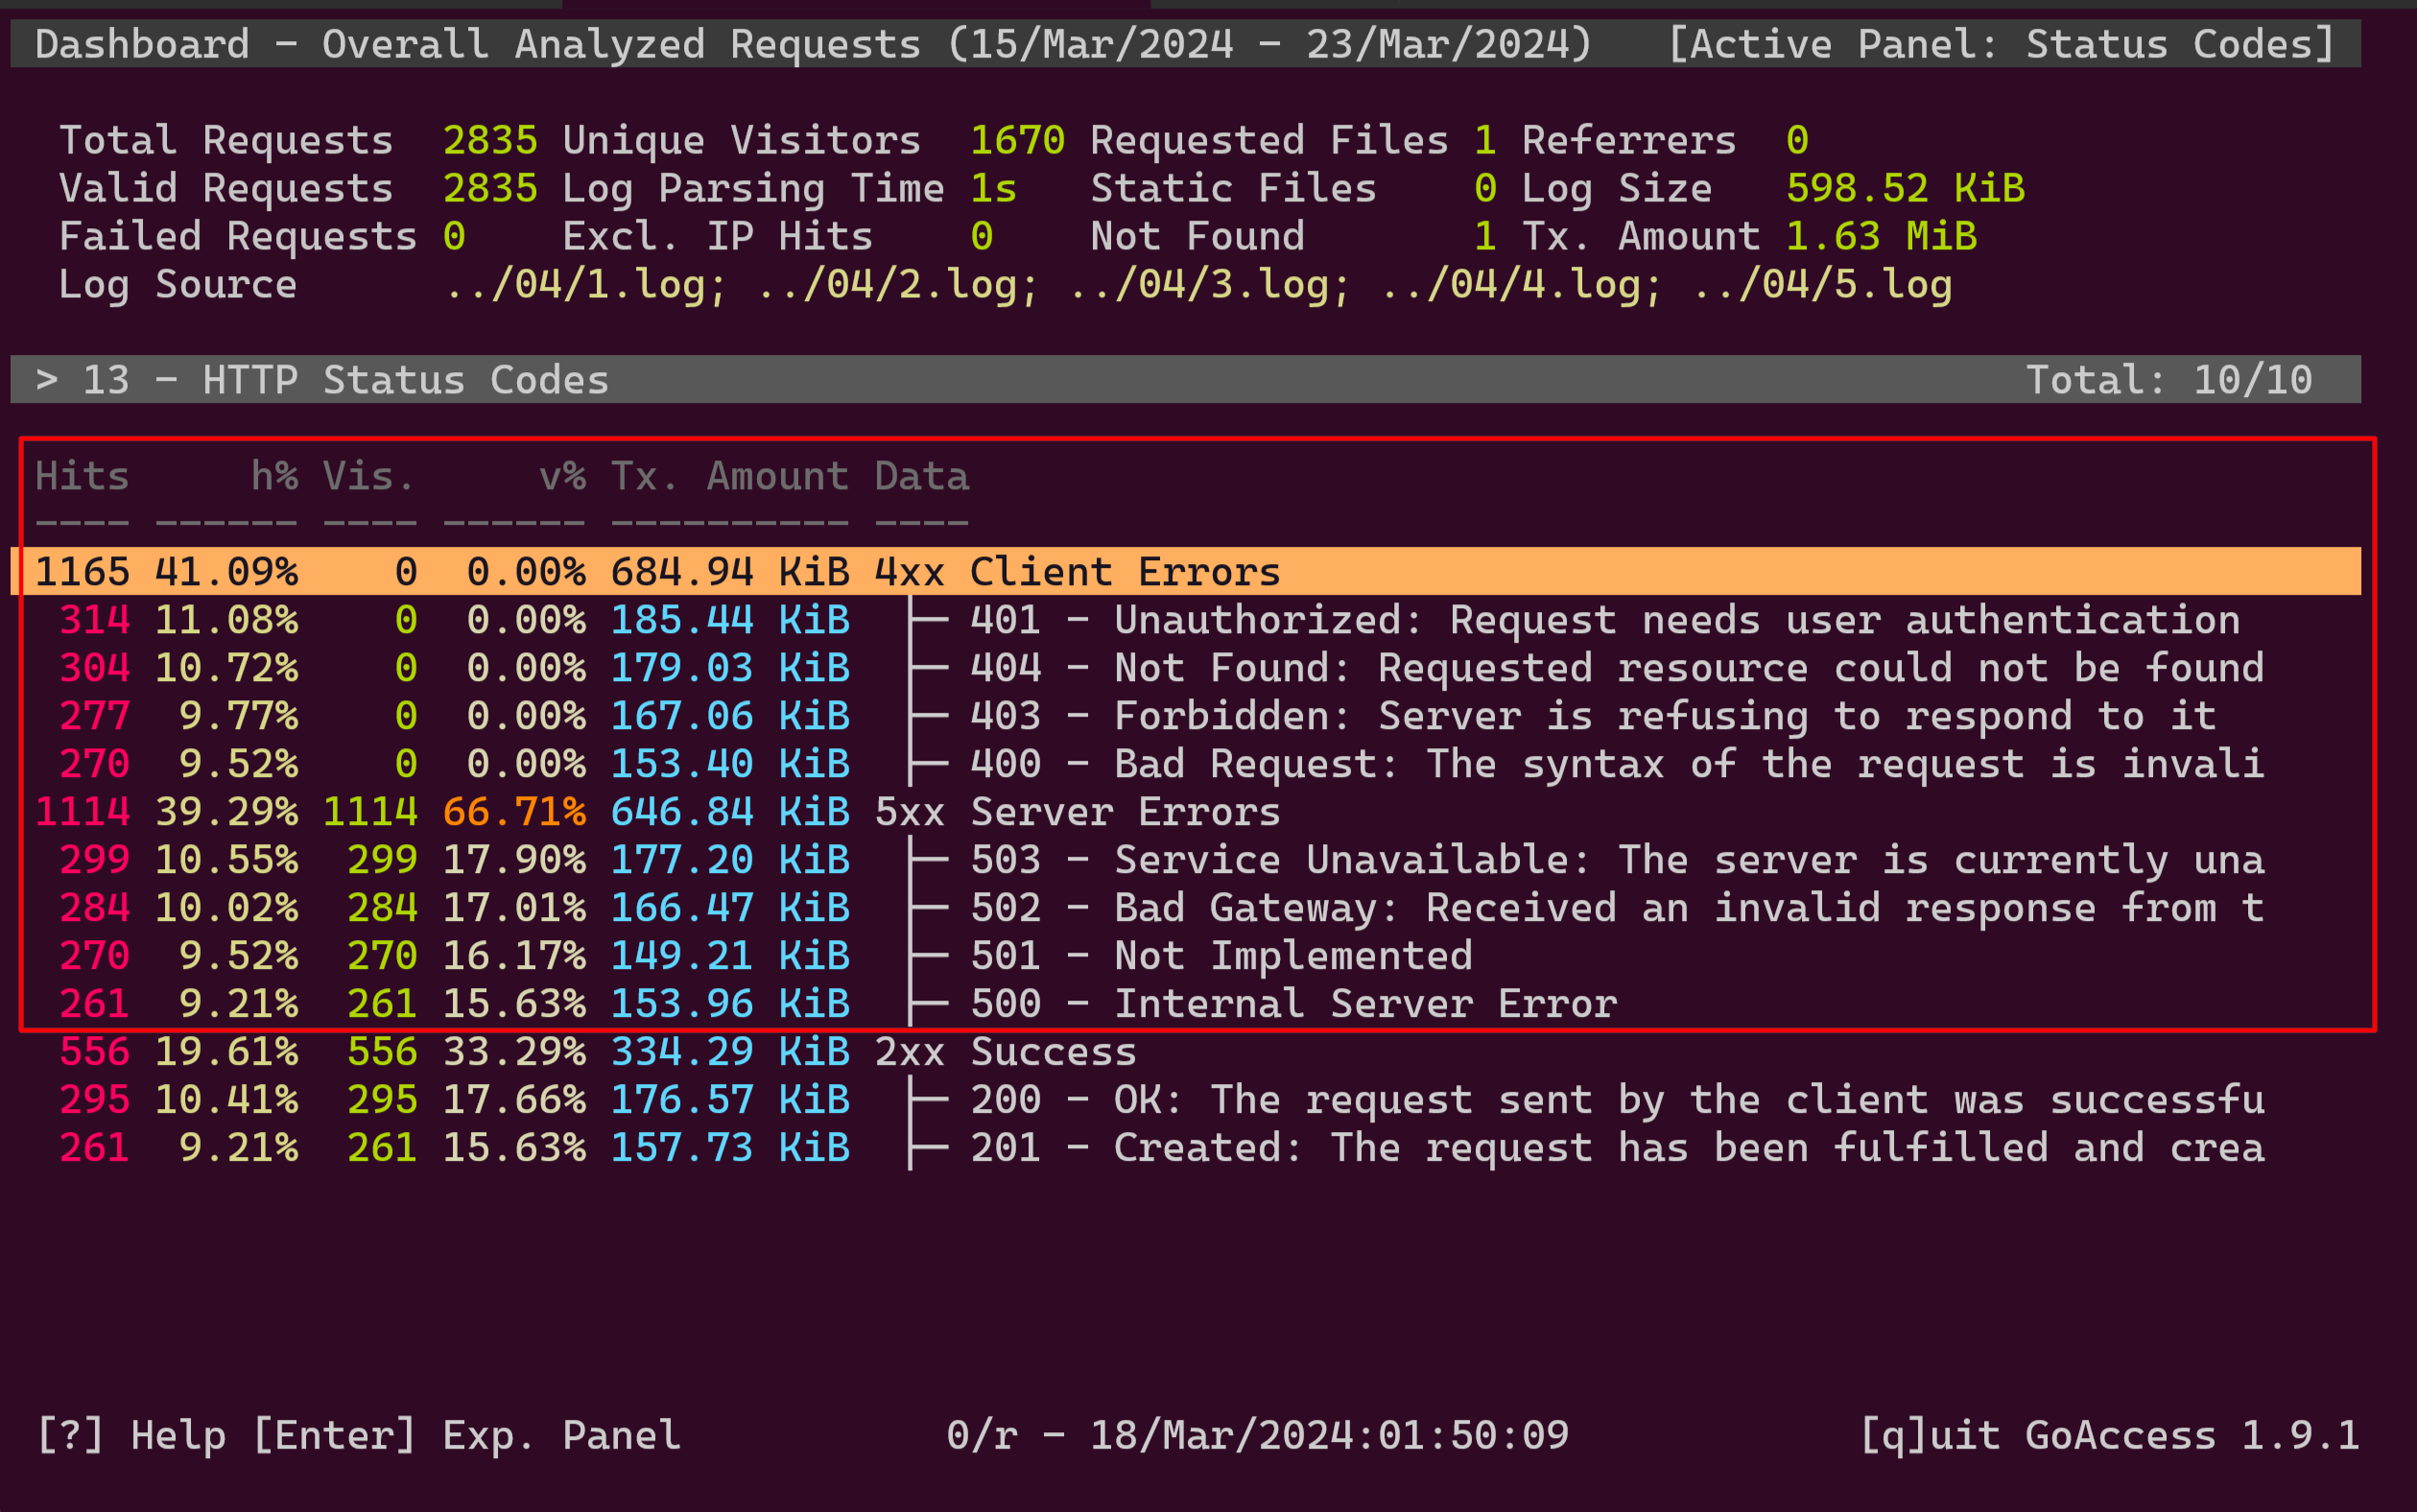 Dashboard - Overall Analyzed Requests (15/Mar/2024 - 23/Mar/2024) [Active Panel: Status Codes]
Total Requests 2835 Unique Visitors 1670 Requested Files 1 Referrers 0
Valid Requests 2835 Log Parsing Time 1s Static Files 0 Log Size 598.52 KiB
Failed Requests 0 Excl. IP Hits 0 Not Found 1 Tx. Amount 1.63 MiB
Log Source ../04/1.log; ../04/2.log; ../04/3.log; ../04/4.log; ../04/5.log
> 13 - HTTP Status Codes Total: 10/10
Hits h% Vis. v% Tx. Amount Data
---- ------ ---- ------ ---------- ----
1165 41.09% 0 0.00% 684.94 KiB 4xx Client Errors
314 11.08% 0 0.00% 185.44 KiB ├─ 401 - Unauthorized: Request needs user authentication
304 10.72% 0 0.00% 179.03 KiB ├─ 404 - Not Found: Requested resource could not be found
277 9.77% 0 0.00% 167.06 KiB ├─ 403 - Forbidden: Server is refusing to respond to it
270 9.52% 0 0.00% 153.40 KiB ├─ 400 - Bad Request: The syntax of the request is invali
1114 39.29% 1114 66.71% 646.84 KiB 5xx Server Errors
299 10.55% 299 17.90% 177.20 KiB ├─ 503 - Service Unavailable: The server is currently una
284 10.02% 284 17.01% 166.47 KiB ├─ 502 - Bad Gateway: Received an invalid response from t
270 9.52% 270 16.17% 149.21 KiB ├─ 501 - Not Implemented
261 9.21% 261 15.63% 153.96 KiB ├─ 500 - Internal Server Error
556 19.61% 556 33.29% 334.29 KiB 2xx Success
295 10.41% 295 17.66% 176.57 KiB ├─ 200 - OK: The request sent by the client was successfu
261 9.21% 261 15.63% 157.73 KiB ├─ 201 - Created: The request has been fulfilled and crea
[?] Help [Enter] Exp. Panel 0/r - 18/Mar/2024:01:50:09 [q]uit GoAccess 1.9.1